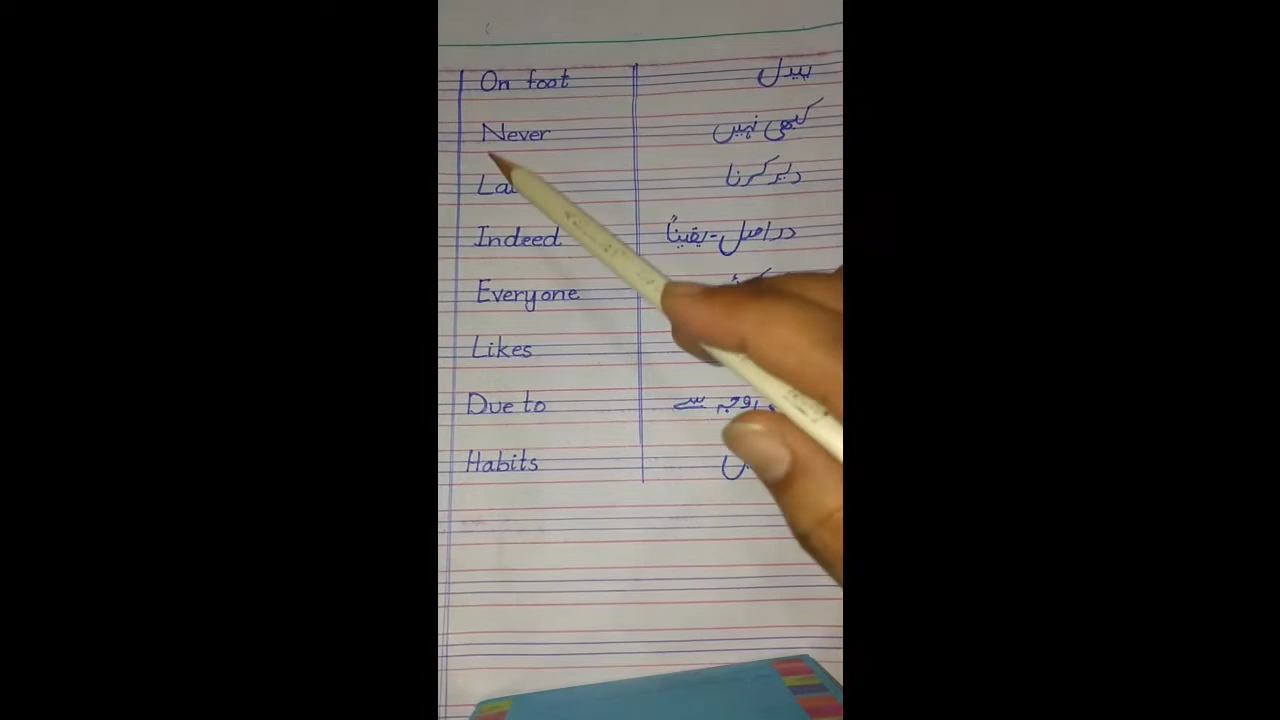 On foot پیدل
Never کبھی نہیں
دیر کرنا
Indeed دراصل - یقیناً
Everyone
Likes
Due to وجہ سے
Habits